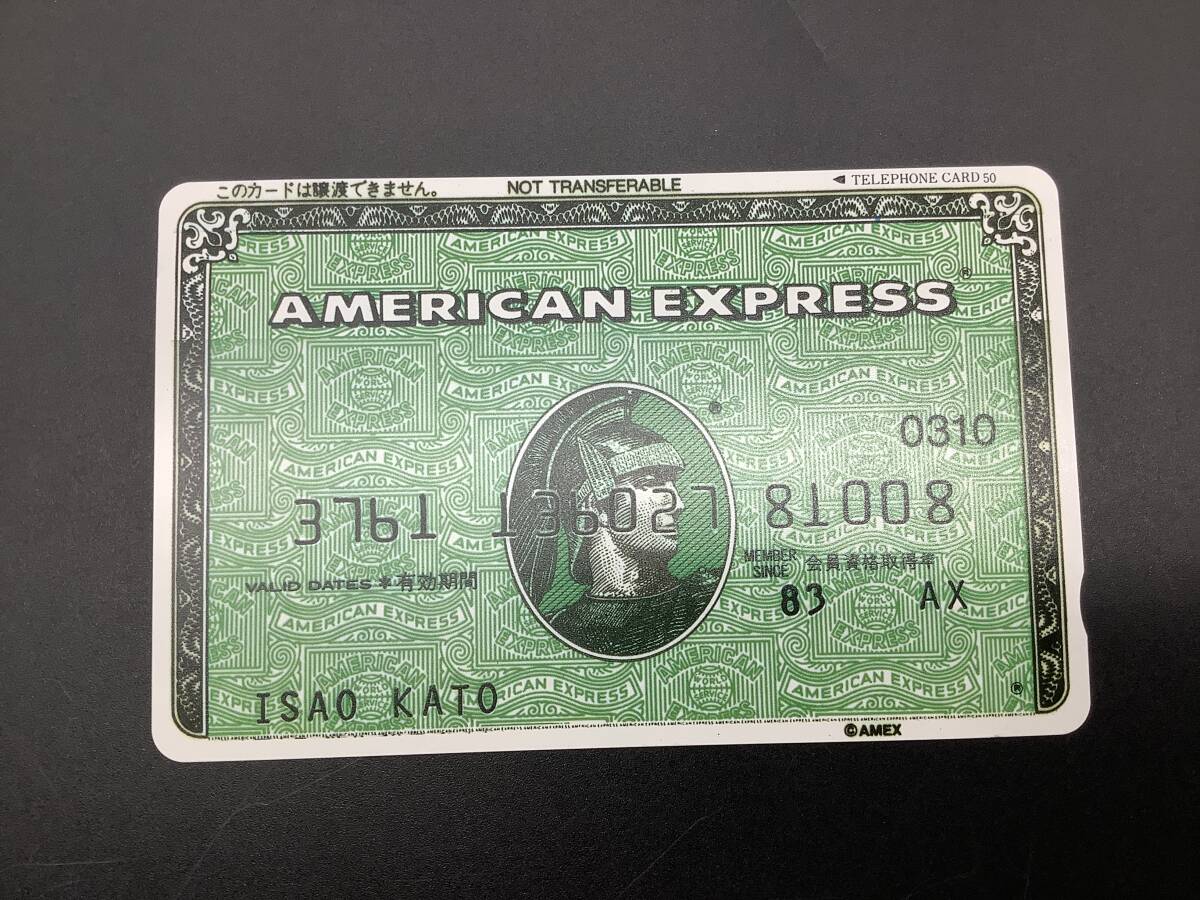 このカードは譲渡できません。 NOT TRANSFERABLE ◀ TELEPHONE CARD 50
AMERICAN EXPRESS®
0310
3761 136027 81008
MEMBER SINCE 会員資格取得年
VALID DATES 有効期間
83 AX
ISAO KATO
©AMEX